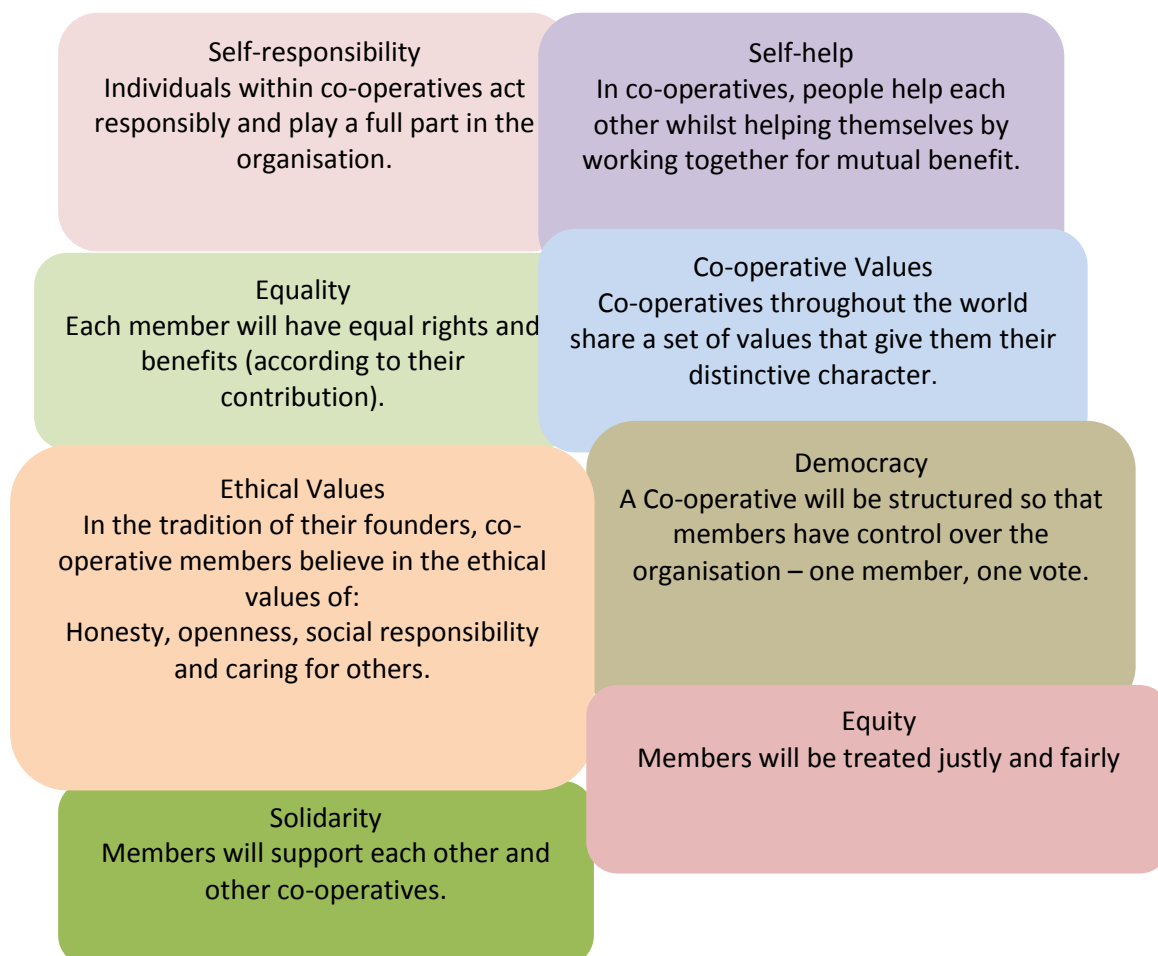 Self-responsibility
Individuals within co-operatives act
responsibly and play a full part in the
organisation.
Self-help
In co-operatives, people help each
other whilst helping themselves by
working together for mutual benefit.
Equality
Each member will have equal rights and
benefits (according to their
contribution).
Co-operative Values
Co-operatives throughout the world
share a set of values that give them their
distinctive character.
Ethical Values
In the tradition of their founders, co-
operative members believe in the ethical
values of:
Honesty, openness, social responsibility
and caring for others.
Democracy
A Co-operative will be structured so that
members have control over the
organisation – one member, one vote.
Equity
Members will be treated justly and fairly
Solidarity
Members will support each other and
other co-operatives.